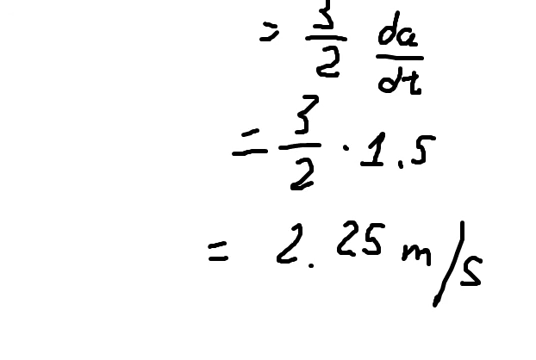 = 3/2 da/dt
= 3/2 · 1.5
= 2.25 m/s